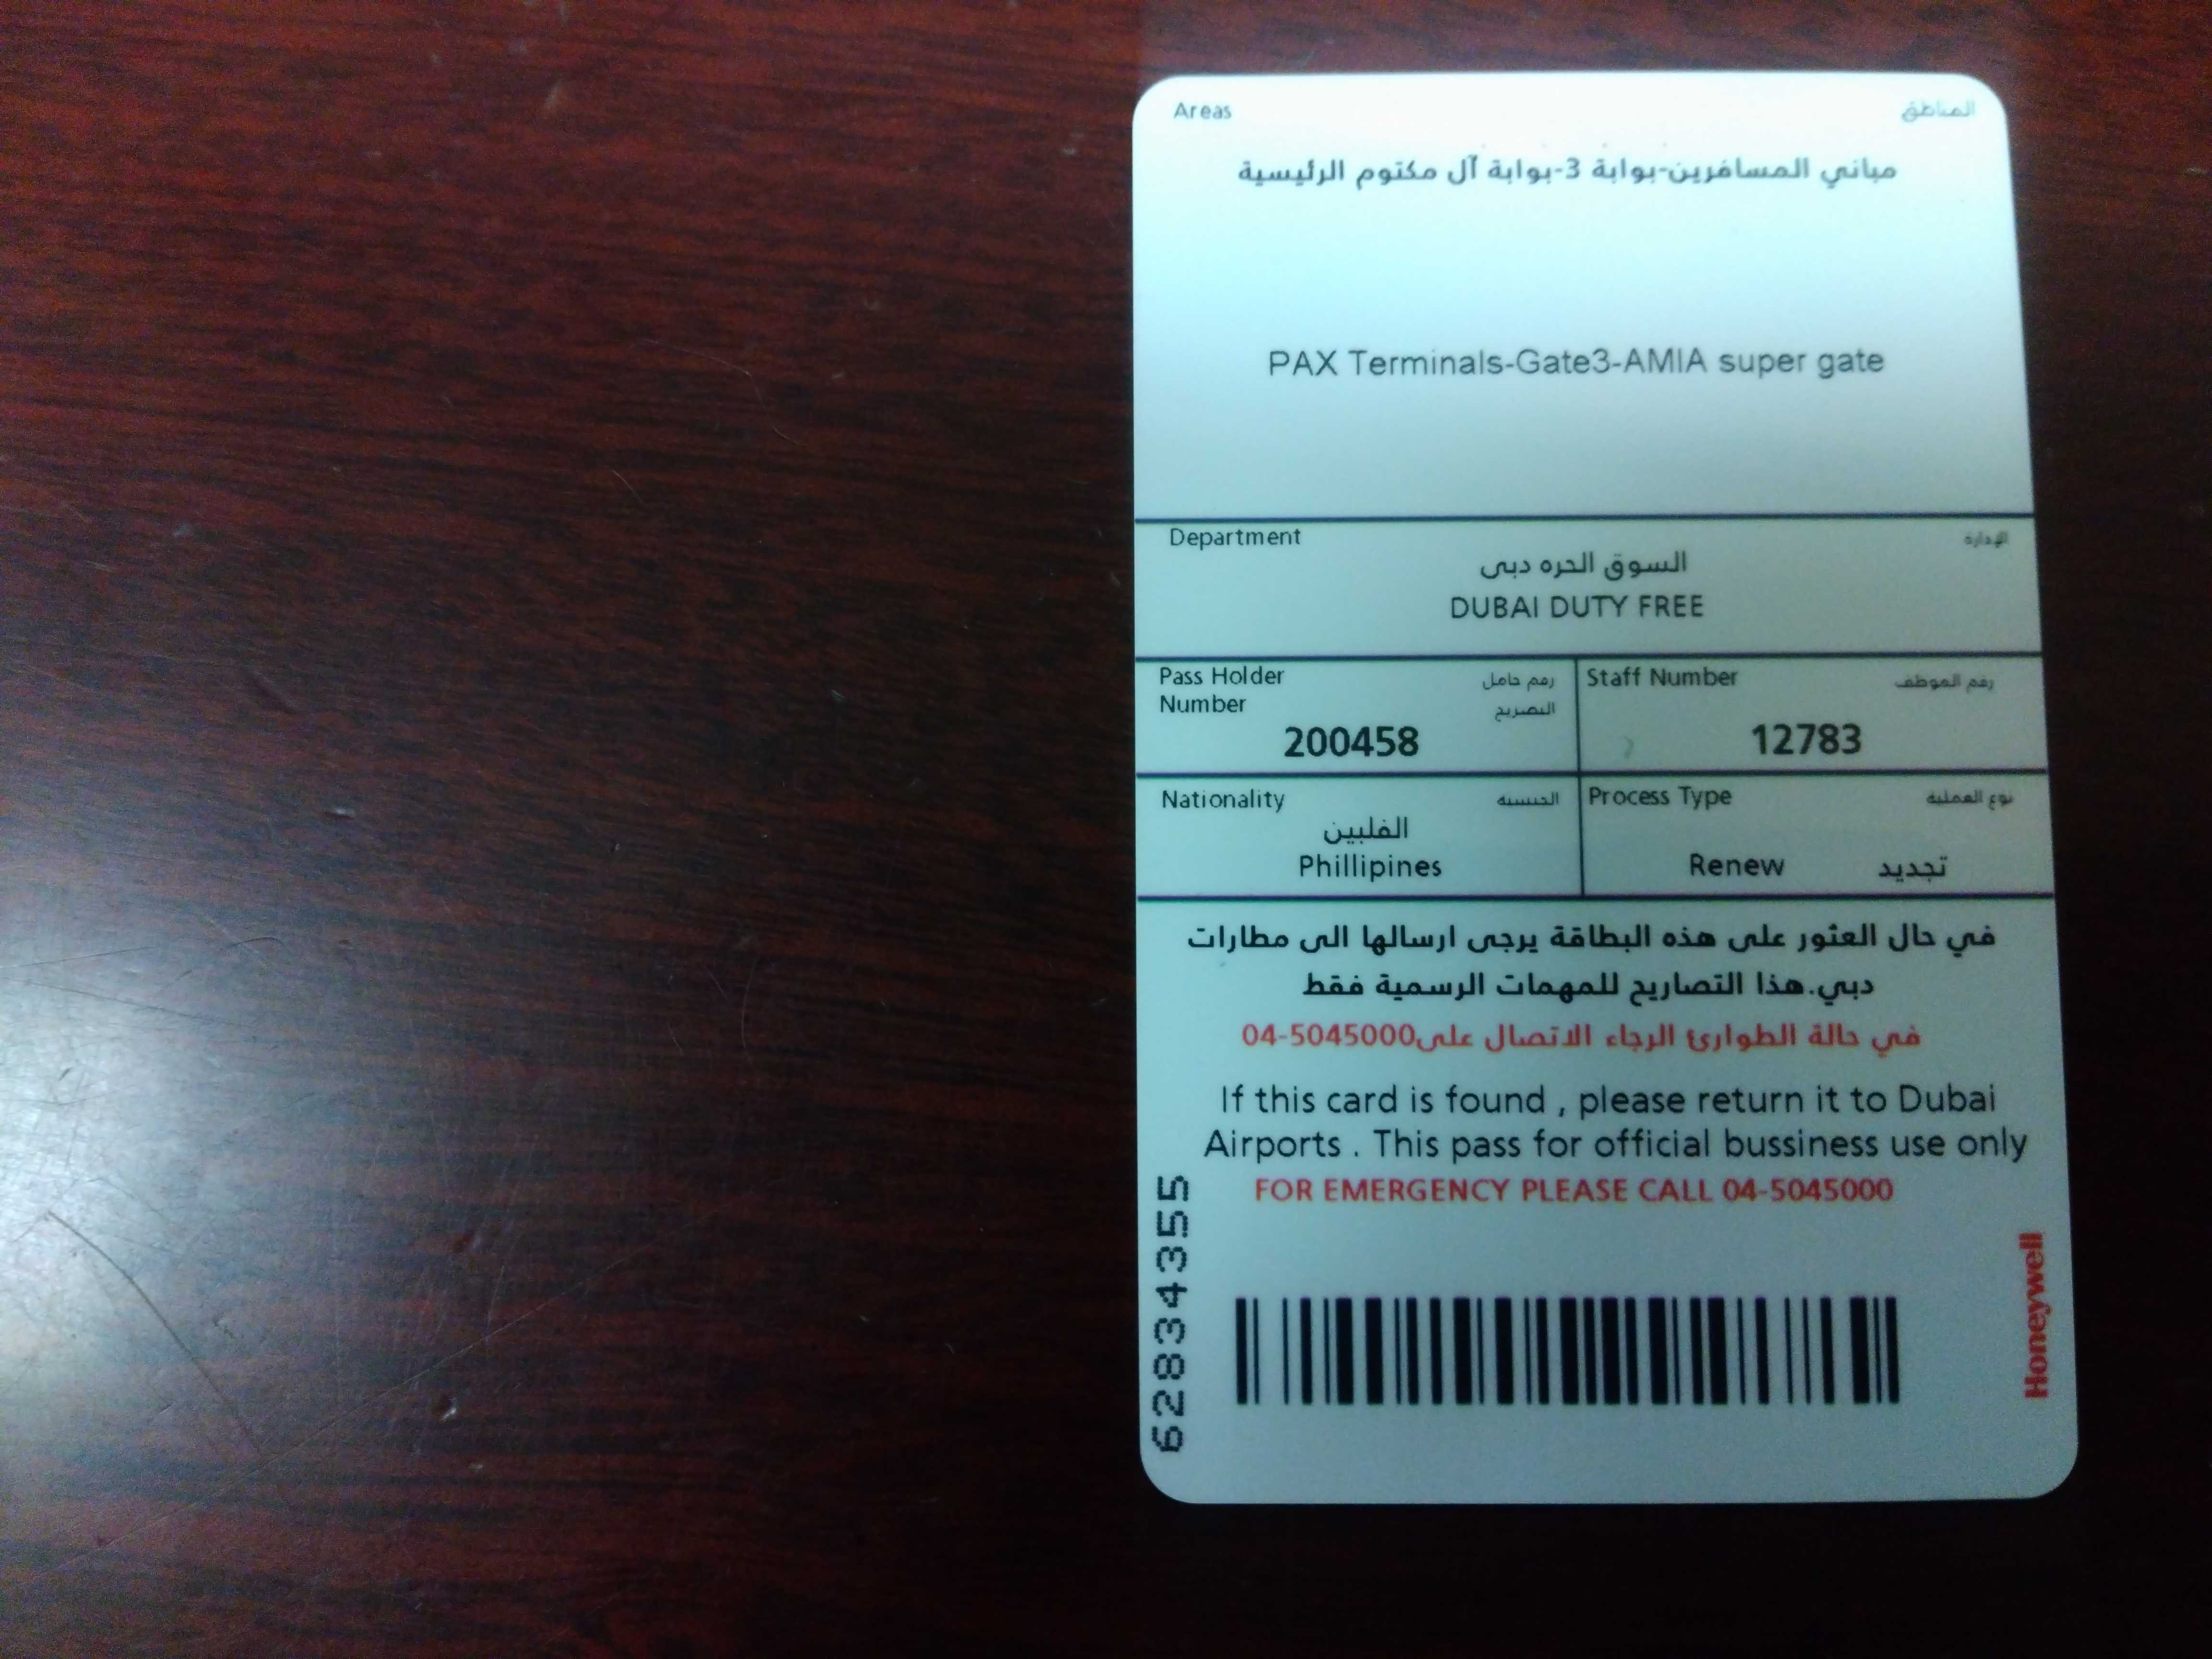 Areas المناطق
مباني المسافرين-بوابة 3-بوابة آل مكتوم الرئيسية
PAX Terminals-Gate3-AMIA super gate
Department الإدارة
السوق الحره دبى
DUBAI DUTY FREE
Pass Holder رقم حامل
Number التصريح
200458
Staff Number رقم الموظف
12783
Nationality الجنسية
الفلبين
Phillipines
Process Type نوع العملية
Renew تجديد
في حال العثور على هذه البطاقة يرجى ارسالها الى مطارات
دبي.هذا التصاريح للمهمات الرسمية فقط
في حالة الطوارئ الرجاء الاتصال على04-5045000
If this card is found , please return it to Dubai
Airports . This pass for official bussiness use only
FOR EMERGENCY PLEASE CALL 04-5045000
62834355
Honeywell